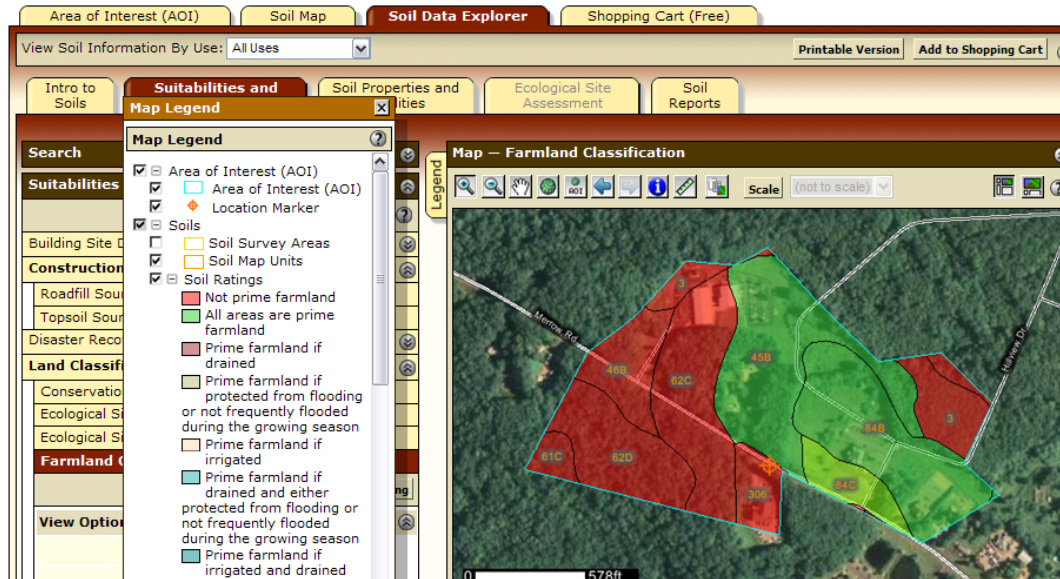 Area of Interest (AOI)
Soil Map
Soil Data Explorer
Shopping Cart (Free)
View Soil Information By Use: All Uses
Printable Version
Add to Shopping Cart
Intro to
Soils
Suitabilities and
Soil Properties and
Ecological Site
Assessment
Soil
Reports
Map Legend
Map Legend
Search
Suitabilities
Building Site D
Construction
Roadfill Sou
Topsoil Sour
Disaster Reco
Land Classifi
Conservatio
Ecological Si
Ecological Si
Farmland C
ng
View Option
Area of Interest (AOI)
Area of Interest (AOI)
Location Marker
Soils
Soil Survey Areas
Soil Map Units
Soil Ratings
Not prime farmland
All areas are prime
farmland
Prime farmland if
drained
Prime farmland if
protected from flooding
or not frequently flooded
during the growing season
Prime farmland if
irrigated
Prime farmland if
drained and either
protected from flooding or
not frequently flooded
during the growing season
Prime farmland if
irrigated and drained
Legend
Map — Farmland Classification
AOI
Scale
(not to scale)
Merrow Rd
Hillview Dr
3
46B
62C
45B
3
84B
61C
62D
84C
306
0
578ft